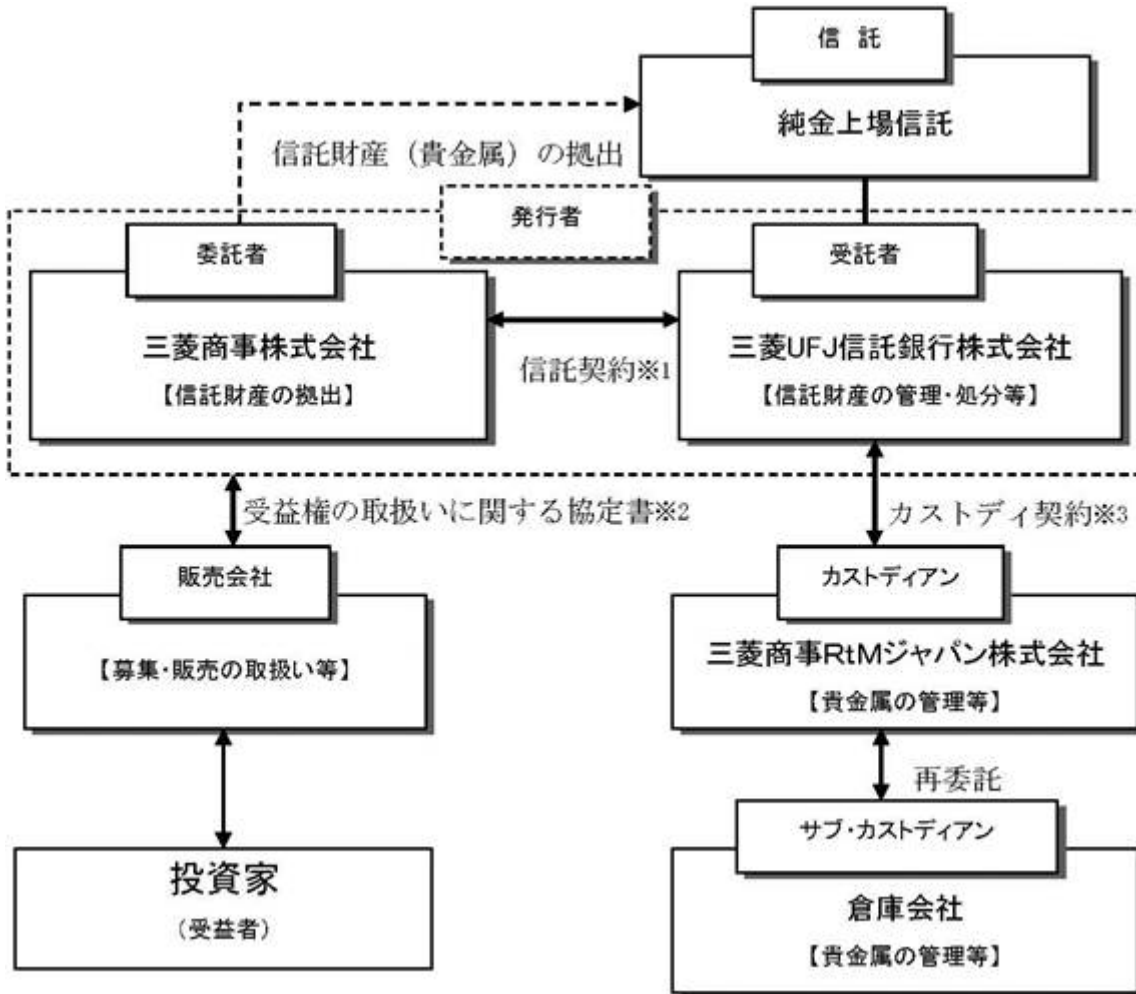 信 託
純金上場信託
信託財産（貴金属）の拠出
発行者
委託者
三菱商事株式会社
【信託財産の拠出】
信託契約※1
受託者
三菱UFJ信託銀行株式会社
【信託財産の管理・処分等】
受益権の取扱いに関する協定書※2
カストディ契約※3
販売会社
【募集・販売の取扱い等】
カストディアン
三菱商事RtMジャパン株式会社
【貴金属の管理等】
再委託
投資家
（受益者）
サブ・カストディアン
倉庫会社
【貴金属の管理等】